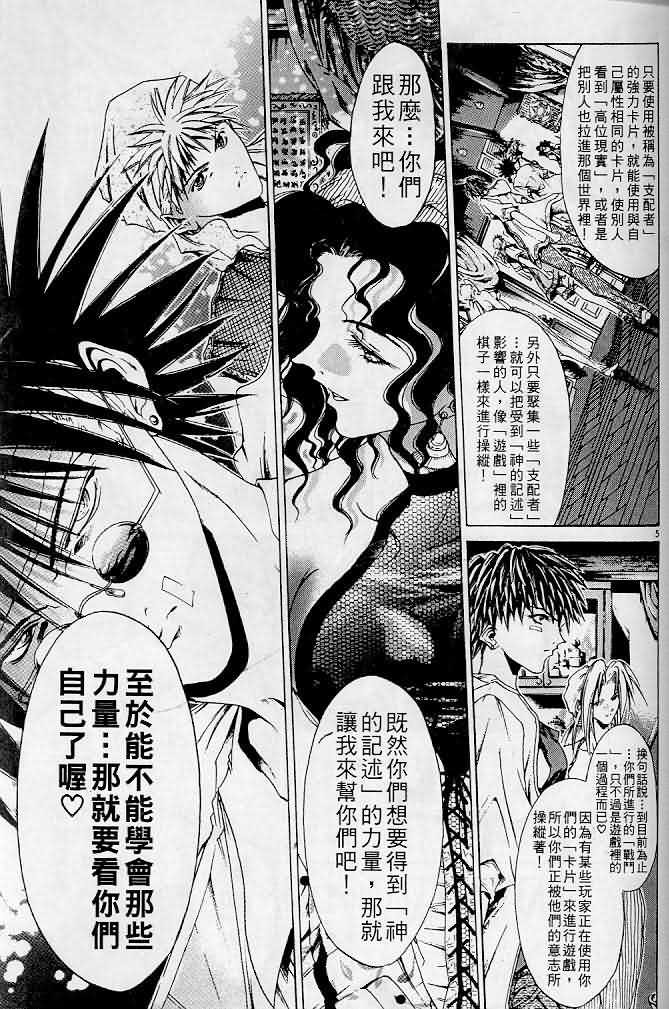 只要使用被稱為「支配者」
的強力卡片，就能使用與自
己屬性相同的卡片，使別人
看到「高位現實」，或者是
把別人也拉進那個世界裡！
另外只要聚集一些「支配者」
…就可以把受到「神的記述」
影響的人，像「遊戲」裡的
棋子一樣來進行操縱！
5
換句話說…到目前為止
…你們所進行的「戰鬥
」，只不過是遊戲裡的
一個過程而已♡
因為有某些玩家正在使用你
們的「卡片」來進行遊戲，
所以你們正被他們的意志所
操縱著！
那麼…你們
跟我來吧！
既然你們想要得到「神
的記述」的力量，那就
讓我來幫你們吧！
至於能不能學會那些
力量…那就要看你們
自己了喔♡